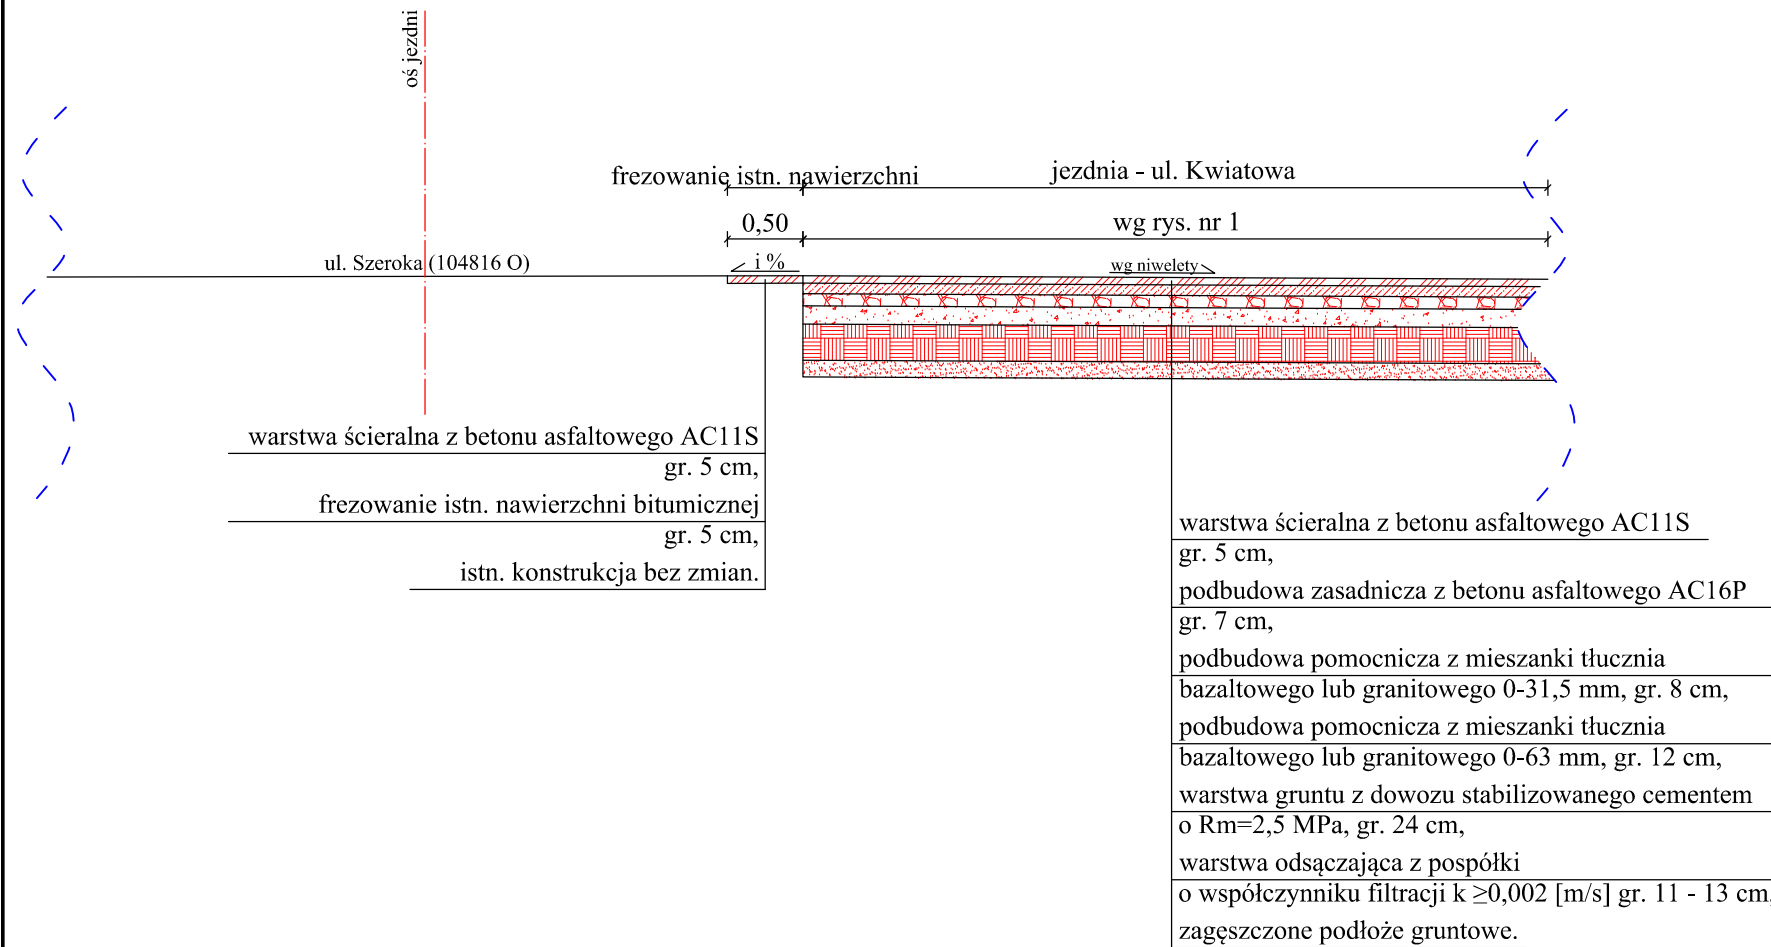 oś jezdni
frezowanie istn. nawierzchni
jezdnia - ul. Kwiatowa
0,50
wg rys. nr 1
ul. Szeroka (104816 O)
i %
wg niwelety
warstwa ścieralna z betonu asfaltowego AC11S
gr. 5 cm,
frezowanie istn. nawierzchni bitumicznej
gr. 5 cm,
istn. konstrukcja bez zmian.
warstwa ścieralna z betonu asfaltowego AC11S
gr. 5 cm,
podbudowa zasadnicza z betonu asfaltowego AC16P
gr. 7 cm,
podbudowa pomocnicza z mieszanki tłucznia
bazaltowego lub granitowego 0-31,5 mm, gr. 8 cm,
podbudowa pomocnicza z mieszanki tłucznia
bazaltowego lub granitowego 0-63 mm, gr. 12 cm,
warstwa gruntu z dowozu stabilizowanego cementem
o Rm=2,5 MPa, gr. 24 cm,
warstwa odsączająca z pospółki
o współczynniku filtracji k ≥0,002 [m/s] gr. 11 - 13 cm,
zagęszczone podłoże gruntowe.